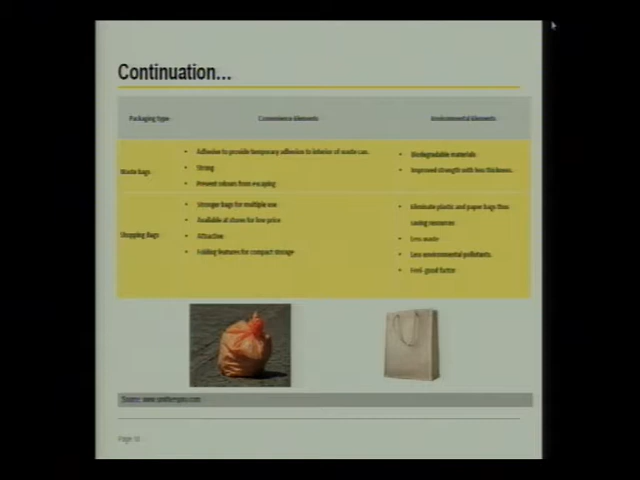 Continuation...
Packaging type Convenience Elements Environmental Elements
Waste bags
Adhesive to provide temporary adhesion to interior of waste can.
Strong
Prevent odours from escaping
Biodegradable materials
Improved strength with less thickness.
Shopping Bags
Stronger bags for multiple use
Available at stores for low price
Attractive
Folding features for compact storage
Eliminate plastic and paper bags thus
saving resources
Less waste
Less environmental pollutants.
Feel-good factor
Source:
Page